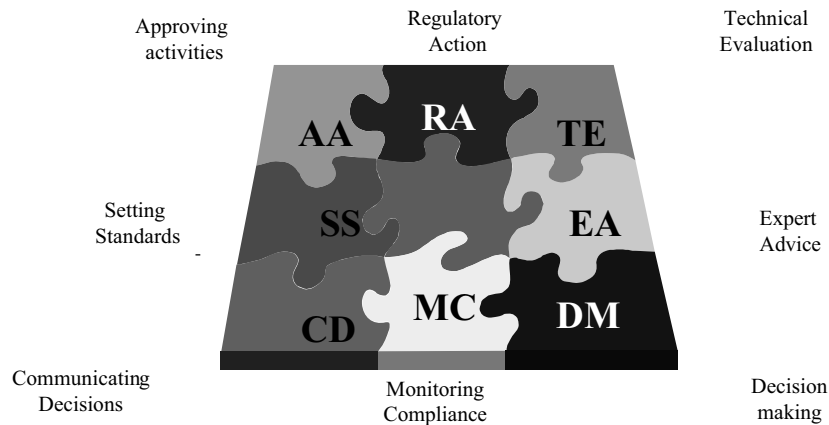 Approving
activities
Regulatory
Action
Technical
Evaluation
AA
RA
TE
Setting
Standards
SS
EA
Expert
Advice
-
CD
MC
DM
Communicating
Decisions
Monitoring
Compliance
Decision
making